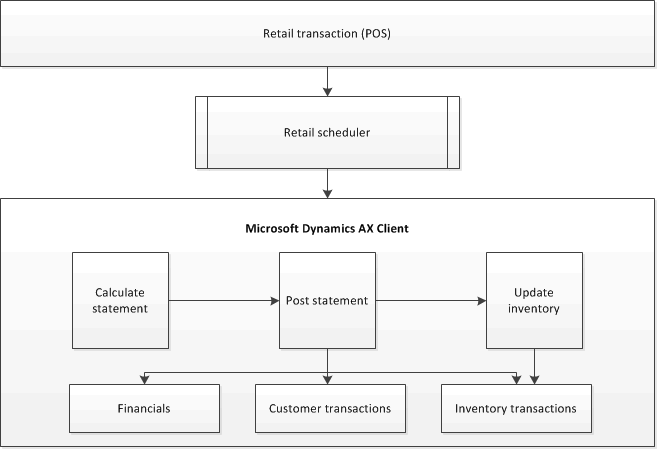 Retail transaction (POS)
Retail scheduler
Microsoft Dynamics AX Client
Calculate
statement
Post statement
Update
inventory
Financials
Customer transactions
Inventory transactions